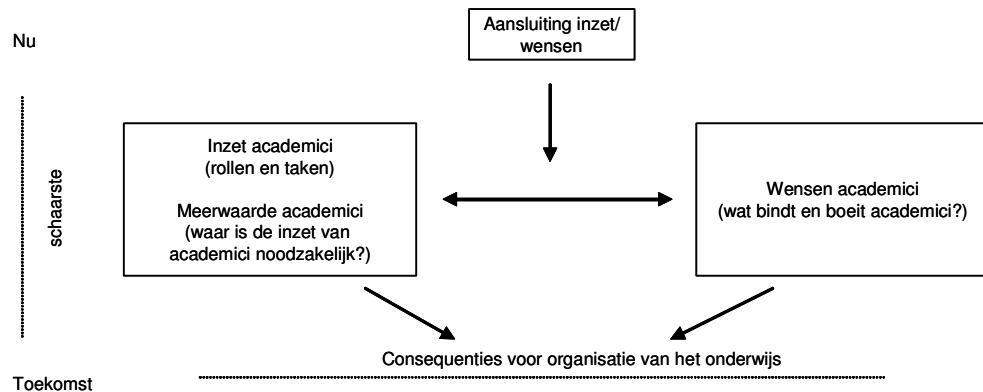 Nu
Aansluiting inzet/
wensen
schaarste
Inzet academici
(rollen en taken)
Meerwaarde academici
(waar is de inzet van
academici noodzakelijk?)
Wensen academici
(wat bindt en boeit academici?)
Consequenties voor organisatie van het onderwijs
Toekomst